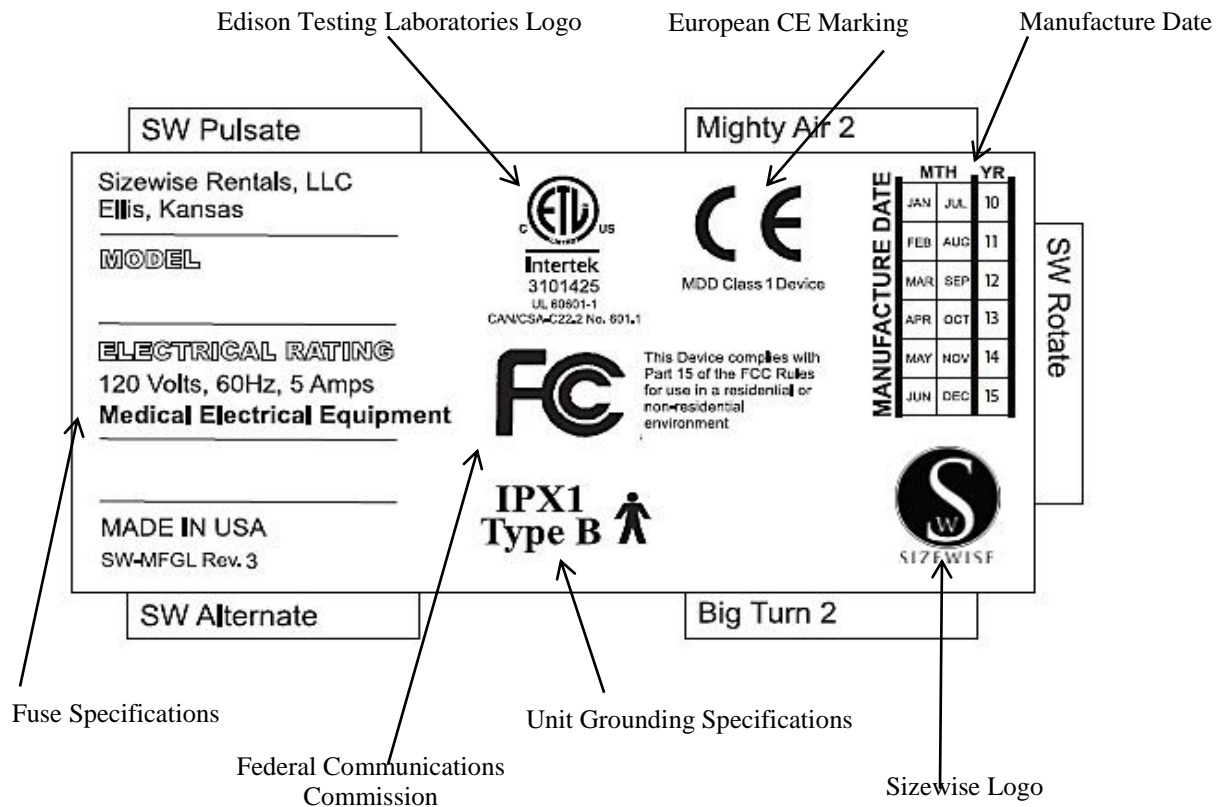 Edison Testing Laboratories Logo
European CE Marking
Manufacture Date
SW Pulsate
Mighty Air 2
Sizewise Rentals, LLC
Ellis, Kansas
MODEL
ELECTRICAL RATING
120 Volts, 60Hz, 5 Amps
Medical Electrical Equipment
MADE IN USA
SW-MFGL Rev. 3
ETL
C US
LISTED
Intertek
3101425
UL 60601-1
CAN/CSA-C22.2 No. 601.1
CE
MDD Class 1 Device
FCC
This Device complies with
Part 15 of the FCC Rules
for use in a residential or
non-residential
environment
IPX1
Type B
MANUFACTURE DATE
MTH YR
JAN JUL 10
FEB AUG 11
MAR SEP 12
APR OCT 13
MAY NOV 14
JUN DEC 15
SW
SIZEWISE
SW Rotate
SW Alternate
Big Turn 2
Fuse Specifications
Unit Grounding Specifications
Federal Communications
Commission
Sizewise Logo